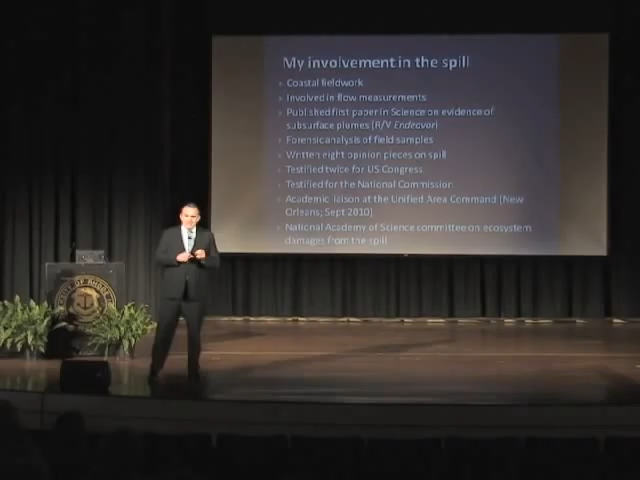 My involvement in the spill
Coastal fieldwork
Involved in flow measurements
Published first paper in Science on evidence of
subsurface plumes (R/V Endeavor)
Forensic analysis of field samples
Written eight opinion pieces on spill
Testified twice for US Congress
Testified for the National Commission
Academic liaison at the Unified Area Command (New
Orleans; Sept 2010)
National Academy of Science committee on ecosystem
damages from the spill